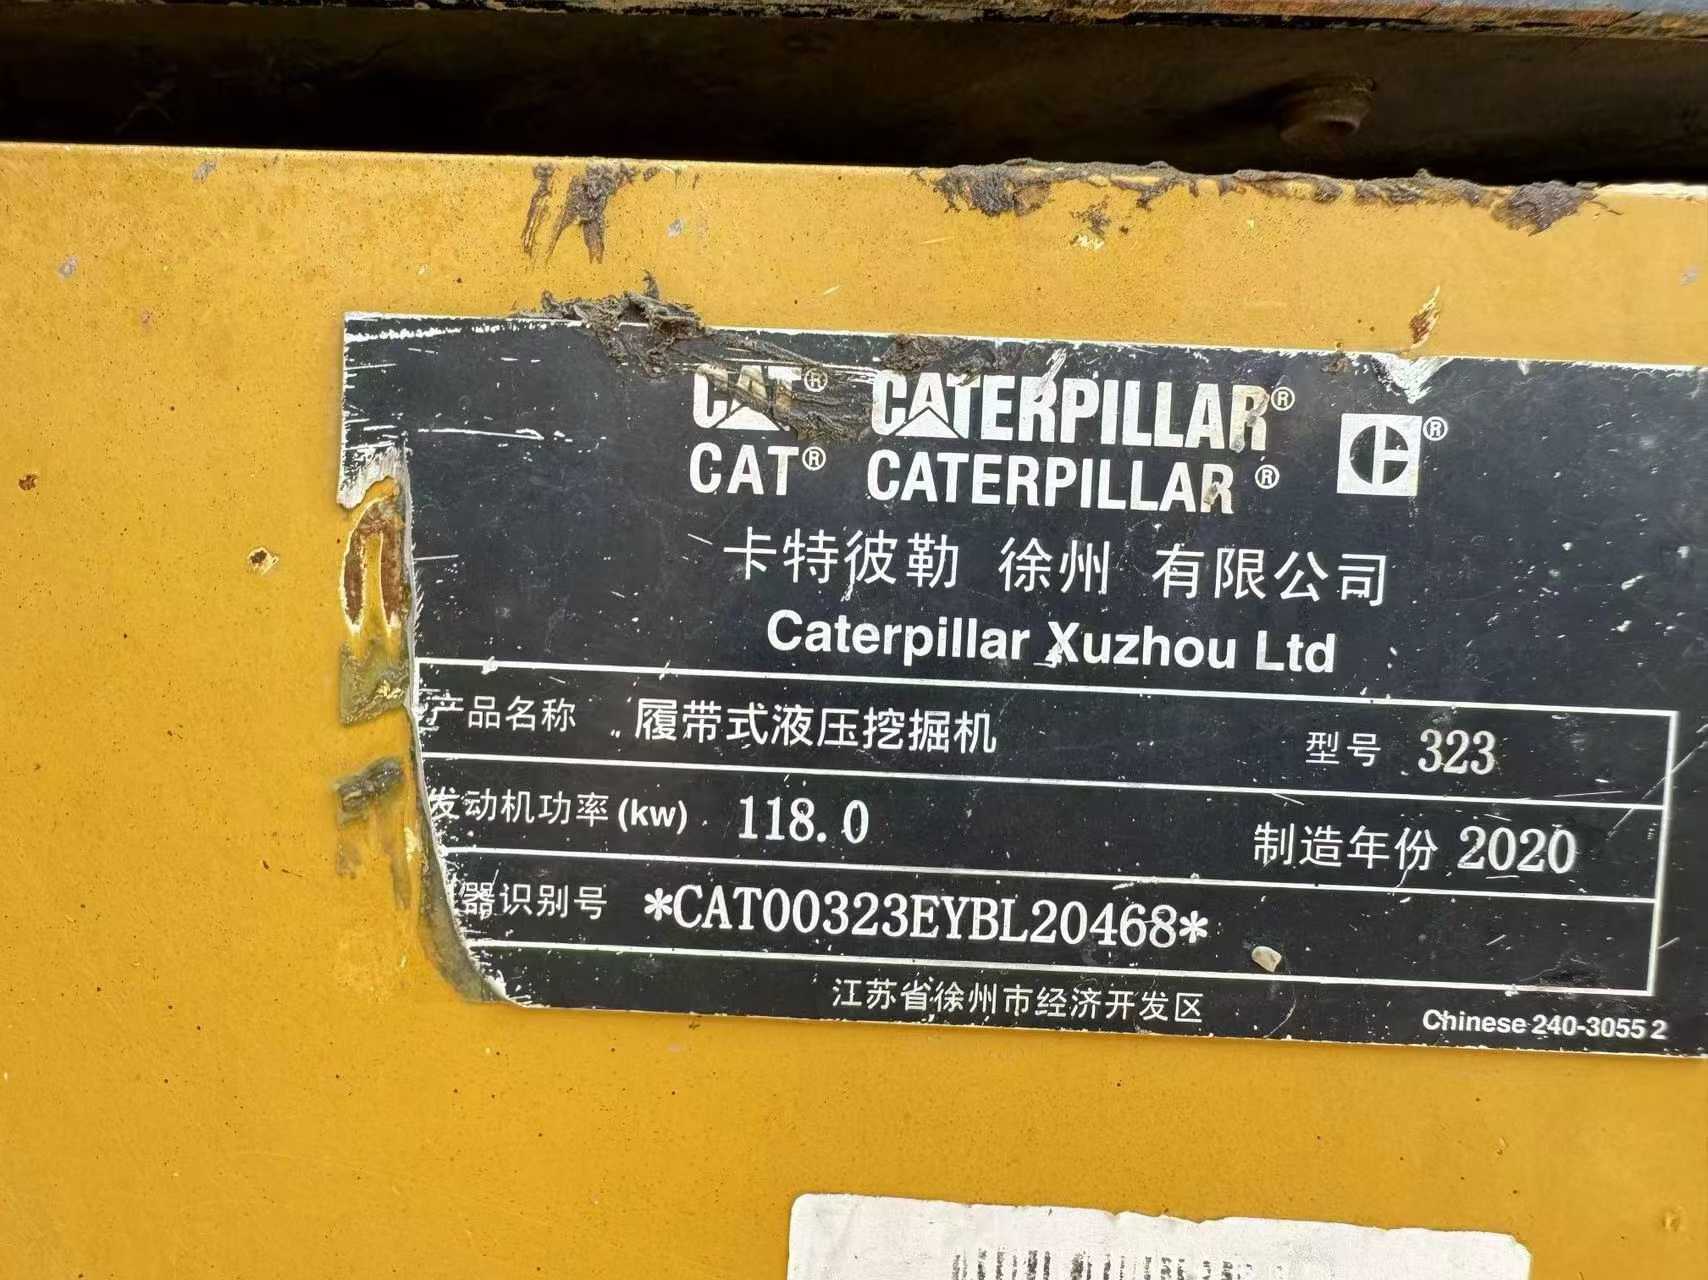 CAT® CATERPILLAR® ®
CAT® CATERPILLAR®
卡特彼勒 徐州 有限公司
Caterpillar Xuzhou Ltd
产品名称 履带式液压挖掘机 型号 323
发动机功率(kw) 118.0 制造年份 2020
器识别号 *CAT00323EYBL20468*
江苏省徐州市经济开发区
Chinese 240-3055 2